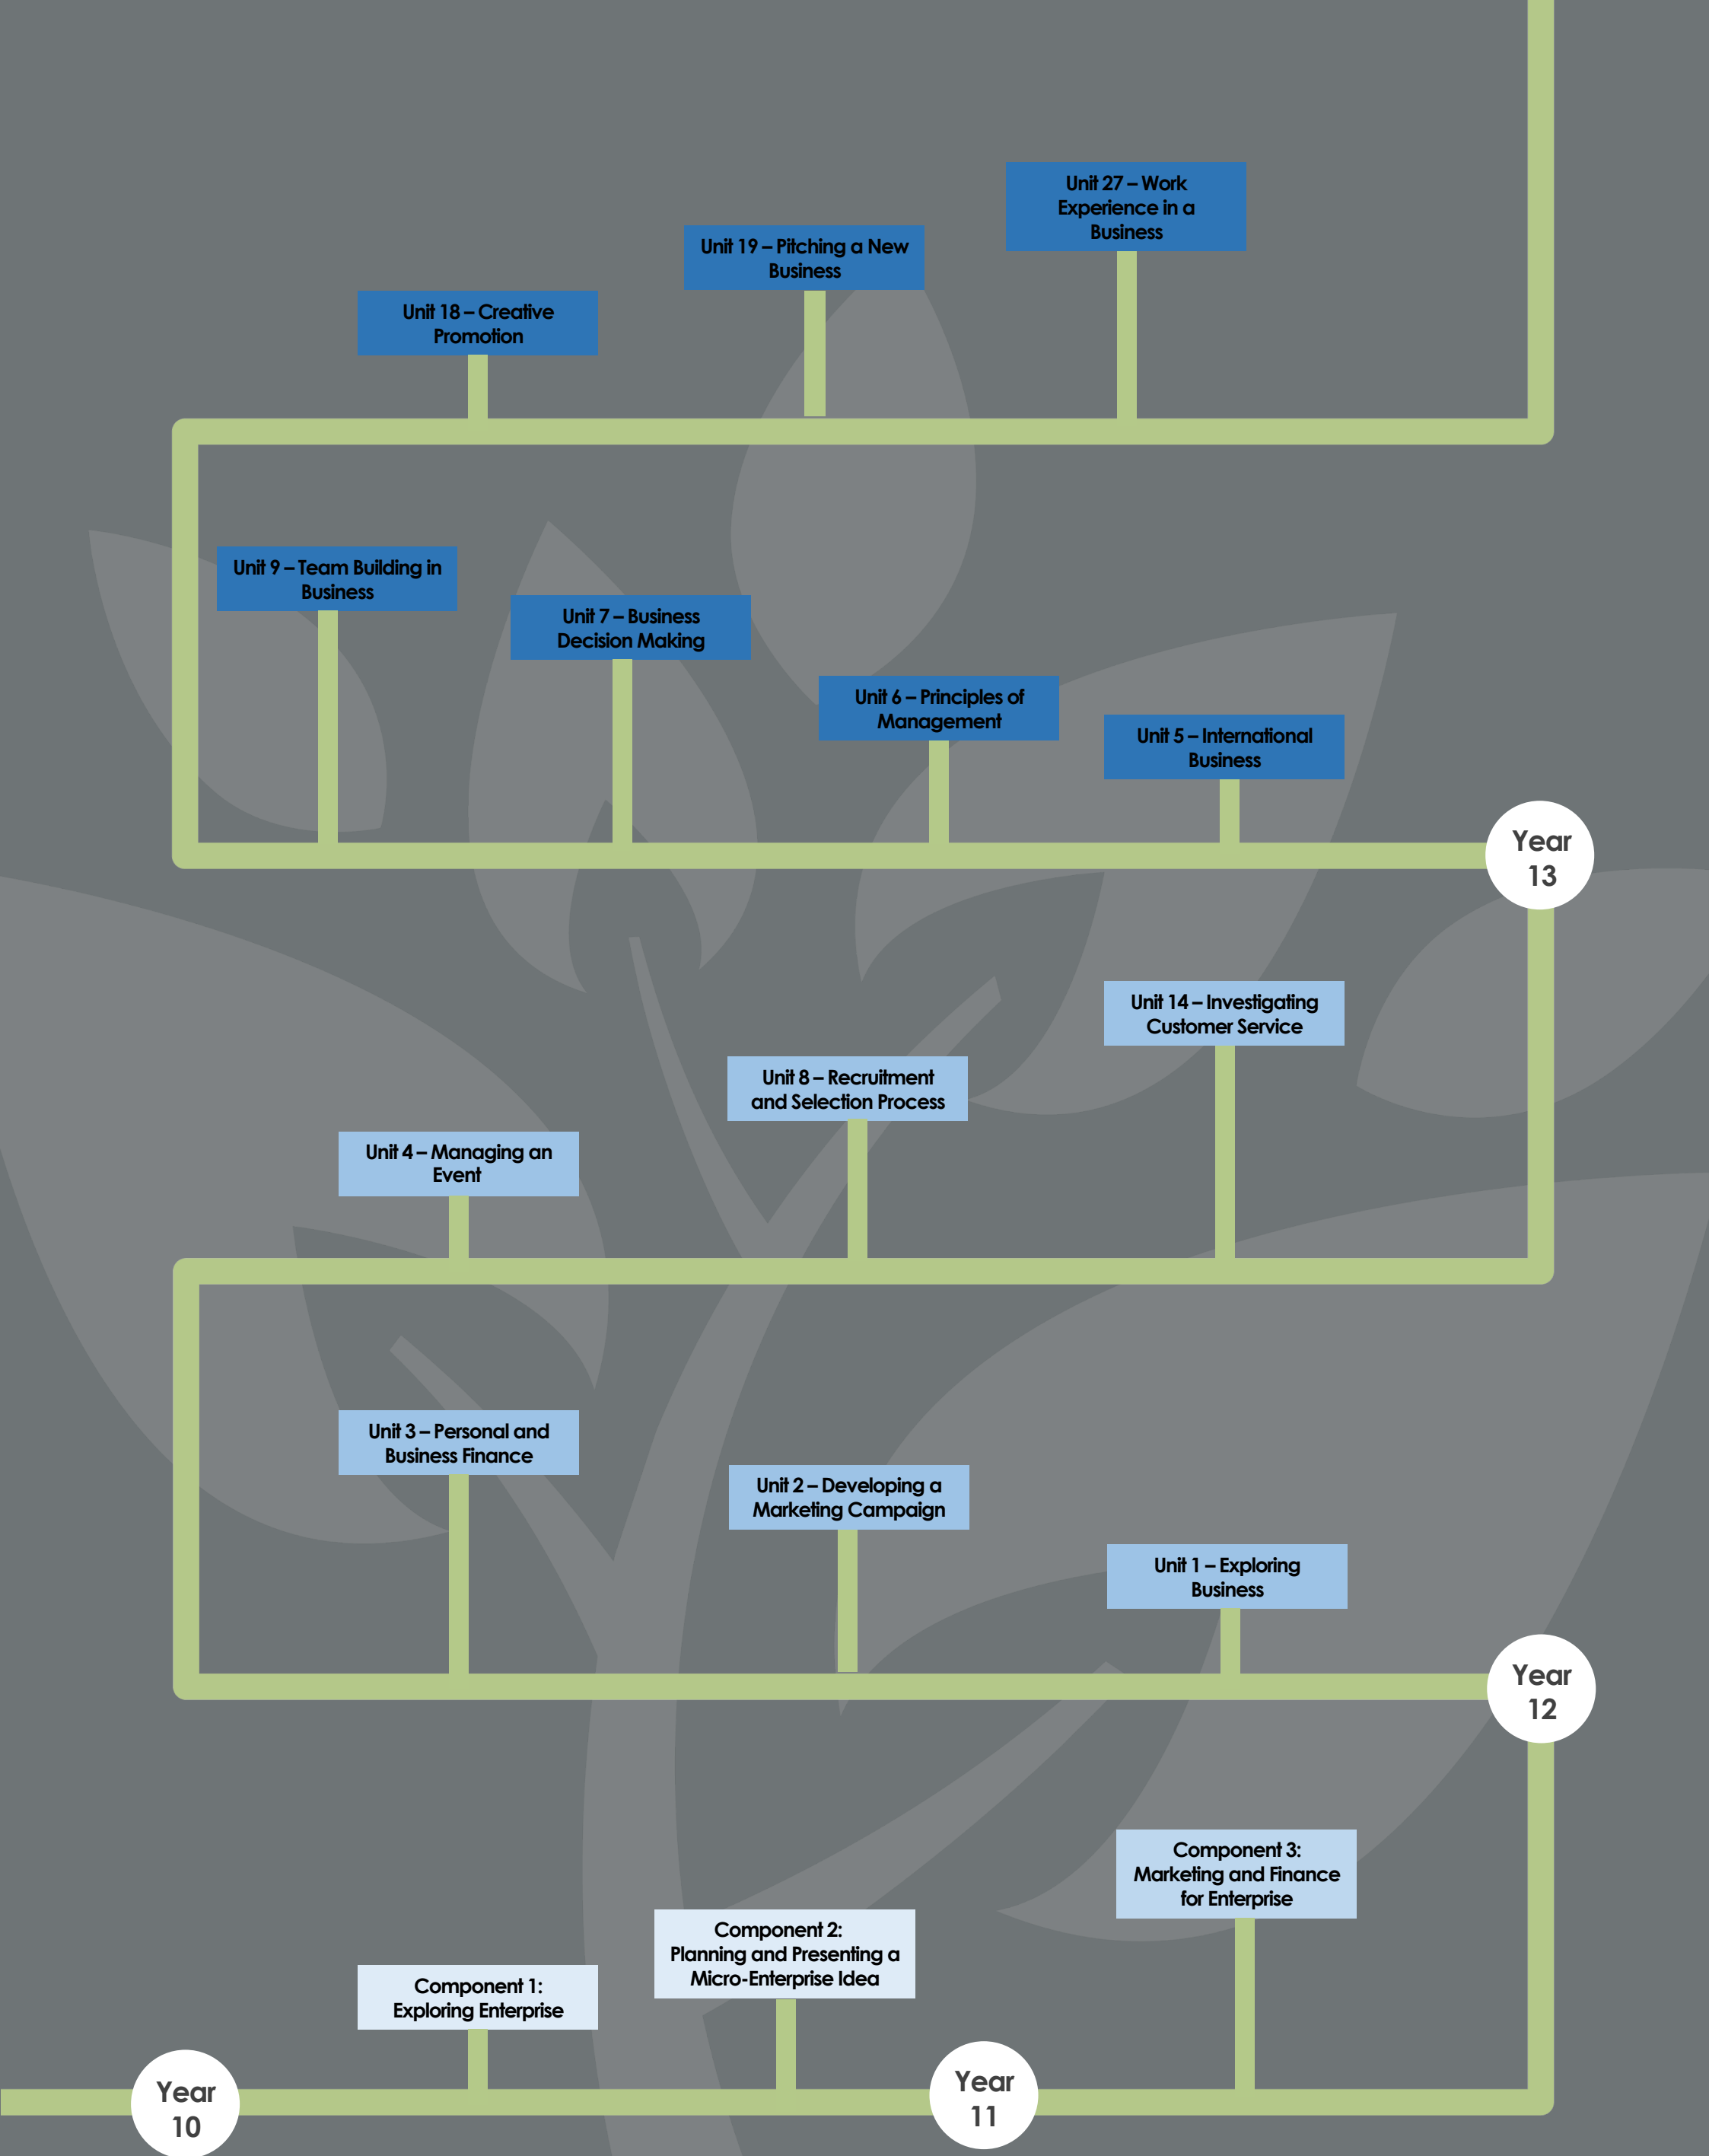 Unit 27 – Work
Experience in a
Business
Unit 19 – Pitching a New
Business
Unit 18 – Creative
Promotion
Unit 9 – Team Building in
Business
Unit 7 – Business
Decision Making
Unit 6 – Principles of
Management
Unit 5 – International
Business
Year
13
Unit 14 – Investigating
Customer Service
Unit 8 – Recruitment
and Selection Process
Unit 4 – Managing an
Event
Unit 3 – Personal and
Business Finance
Unit 2 – Developing a
Marketing Campaign
Unit 1 – Exploring
Business
Year
12
Component 3:
Marketing and Finance
for Enterprise
Component 2:
Planning and Presenting a
Micro-Enterprise Idea
Component 1:
Exploring Enterprise
Year
11
Year
10